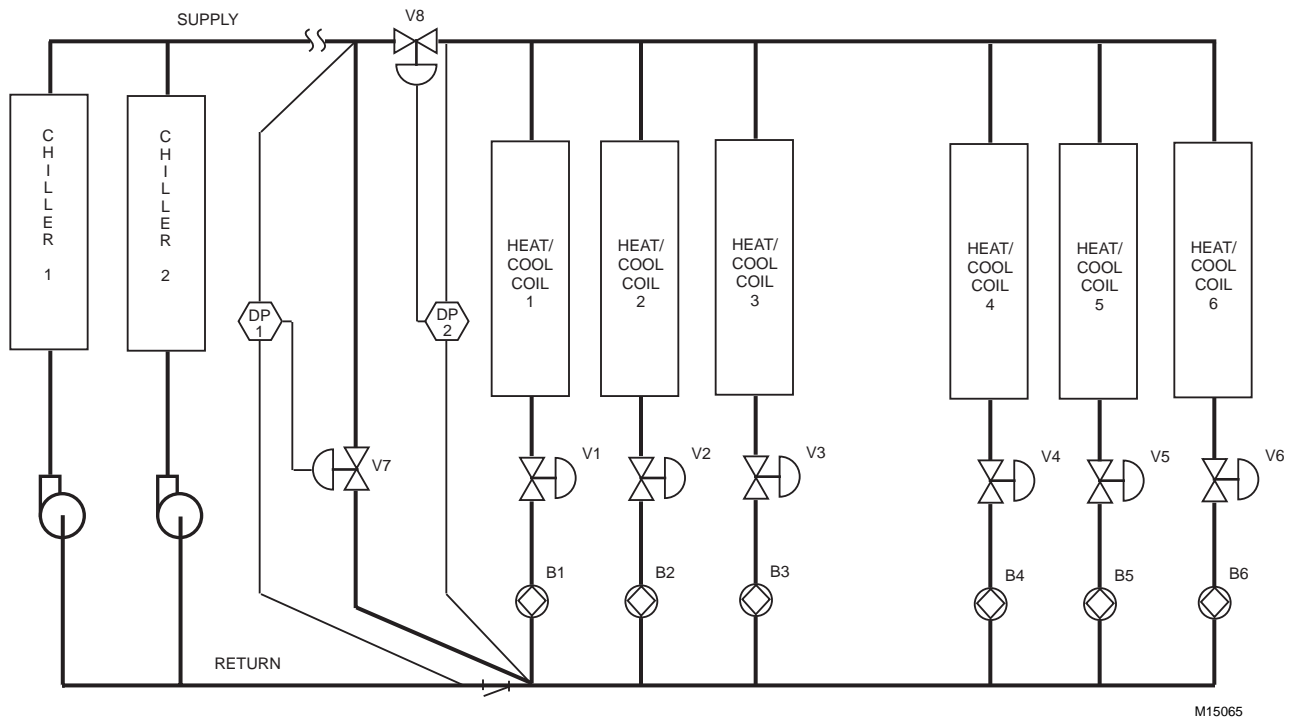 SUPPLY
V8
C
H
I
L
L
E
R
1
C
H
I
L
L
E
R
2
HEAT/
COOL
COIL
1
HEAT/
COOL
COIL
2
HEAT/
COOL
COIL
3
HEAT/
COOL
COIL
4
HEAT/
COOL
COIL
5
HEAT/
COOL
COIL
6
DP
1
DP
2
V7
V1
V2
V3
V4
V5
V6
B1
B2
B3
B4
B5
B6
RETURN
M15065